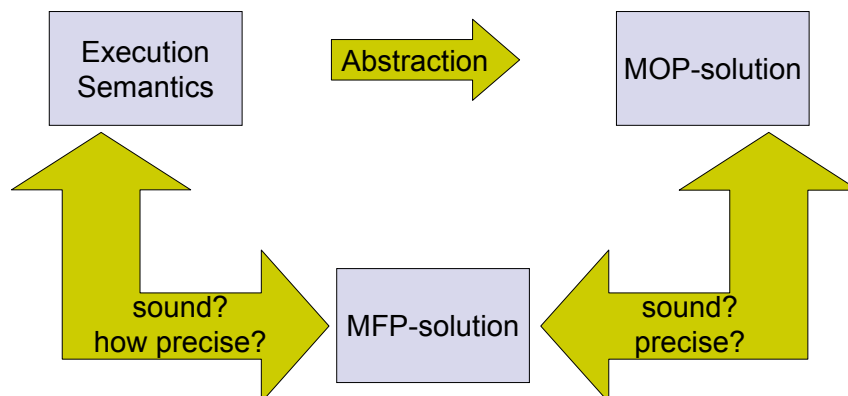 Execution
Semantics
Abstraction
MOP-solution
sound?
how precise?
MFP-solution
sound?
precise?